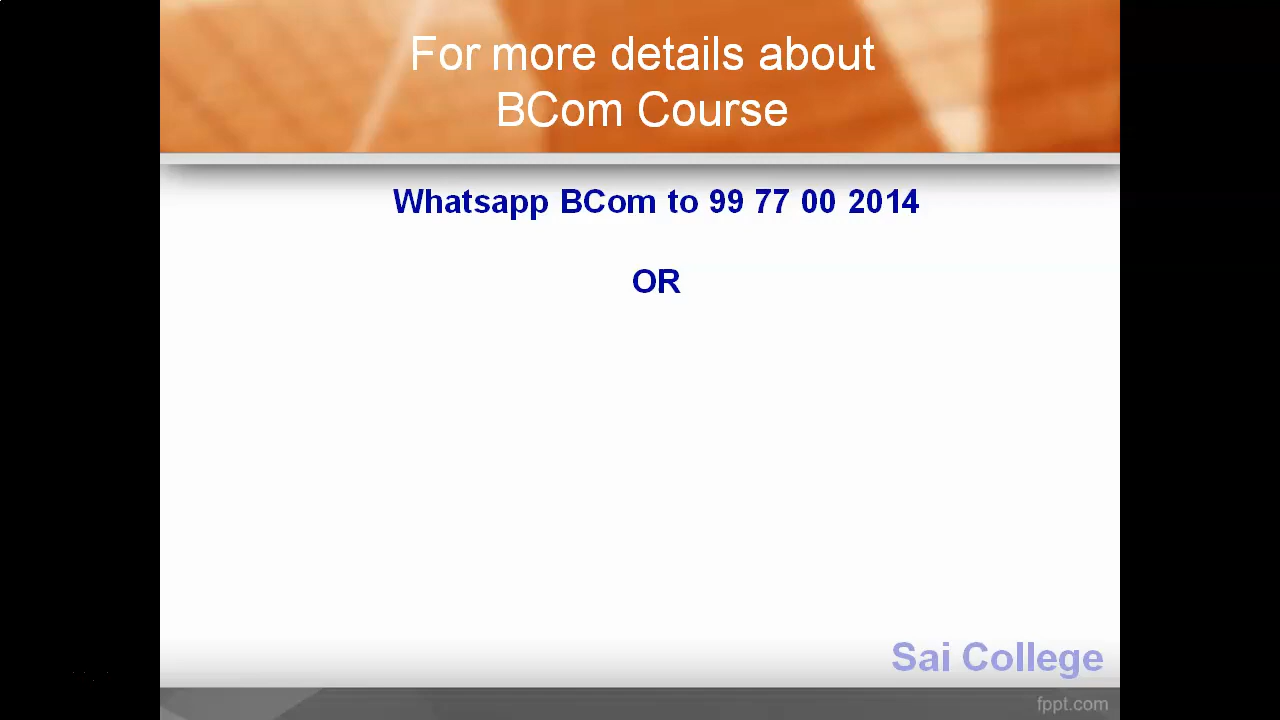 For more details about
BCom Course
Whatsapp BCom to 99 77 00 2014
OR
Sai College
fppt.com